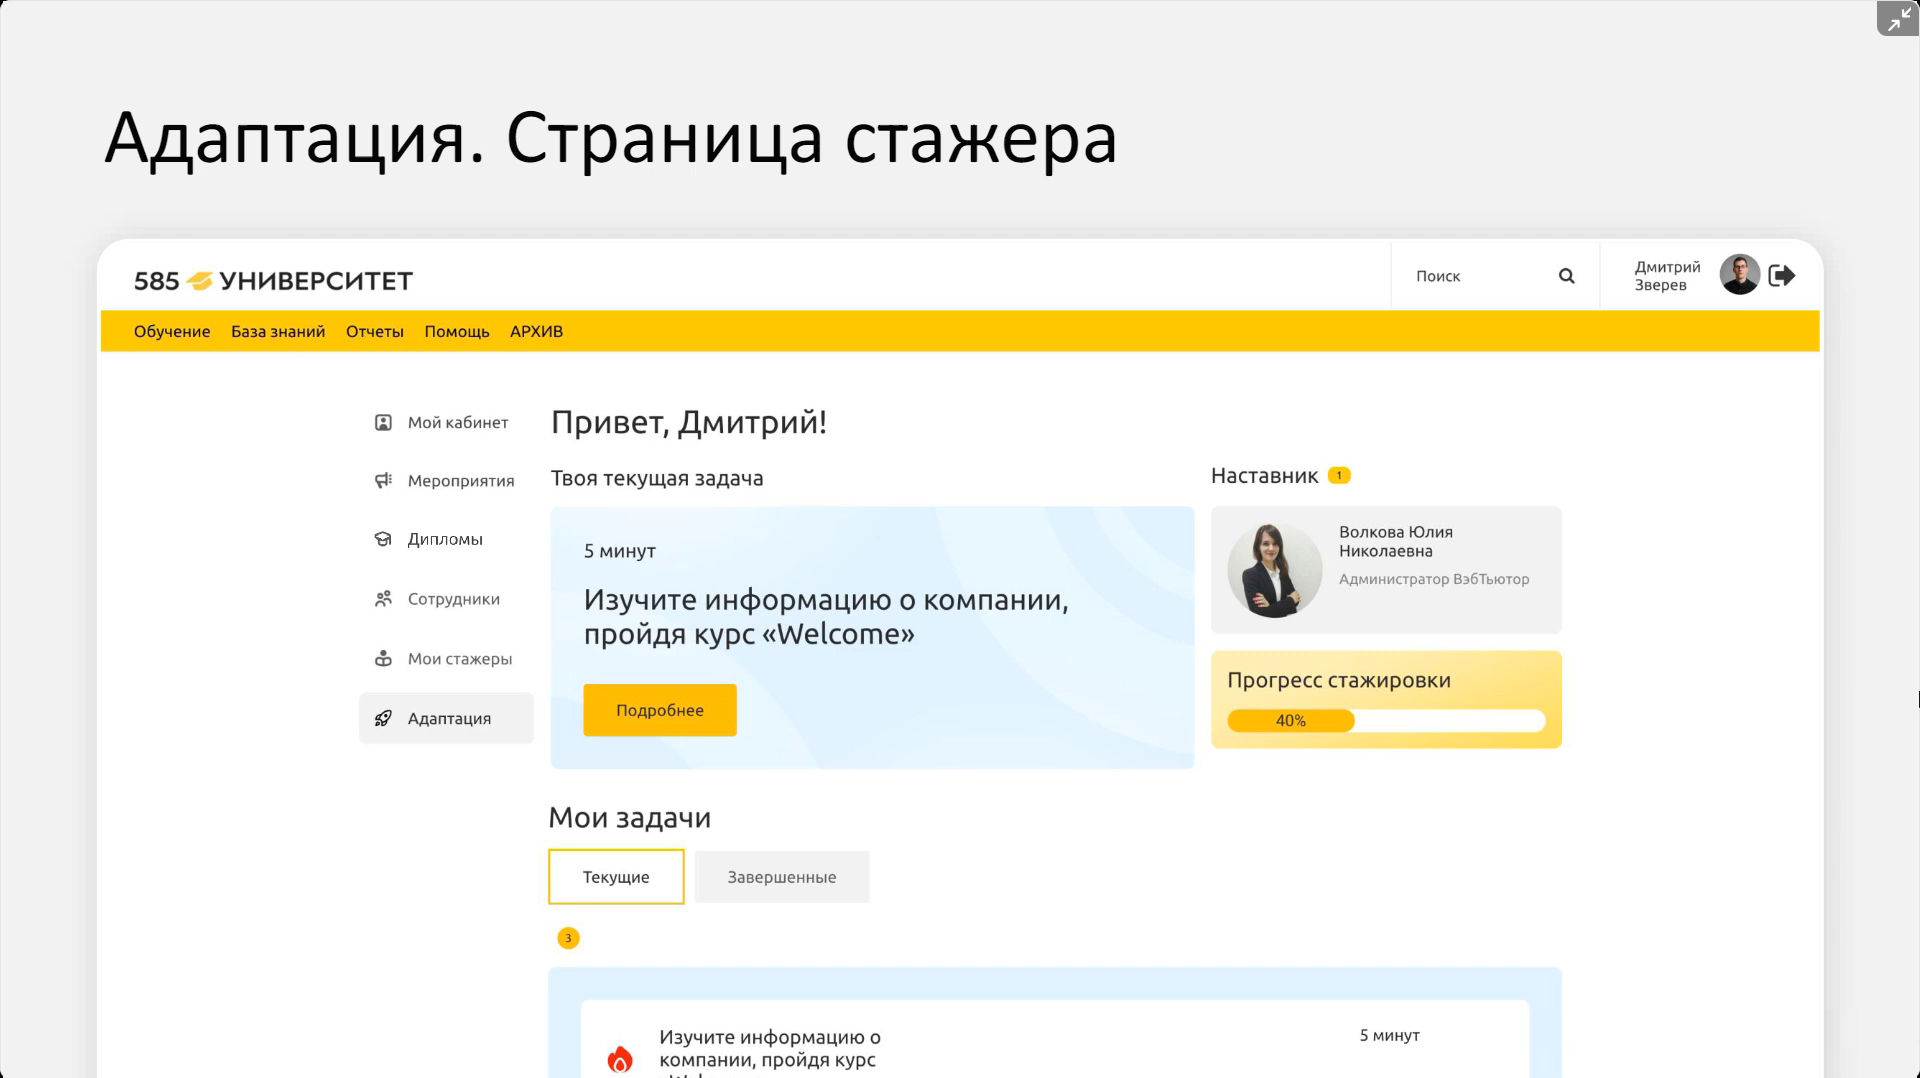 Адаптация. Страница стажера
585 УНИВЕРСИТЕТ
Поиск
Дмитрий
Зверев
Обучение База знаний Отчеты Помощь АРХИВ
Мой кабинет
Мероприятия
Дипломы
Сотрудники
Мои стажеры
Адаптация
Привет, Дмитрий!
Твоя текущая задача
5 минут
Изучите информацию о компании,
пройдя курс «Welcome»
Подробнее
Наставник 1
Волкова Юлия
Николаевна
Администратор ВэбТьютор
Прогресс стажировки
40%
Мои задачи
Текущие
Завершенные
3
Изучите информацию о
компании, пройдя курс
5 минут